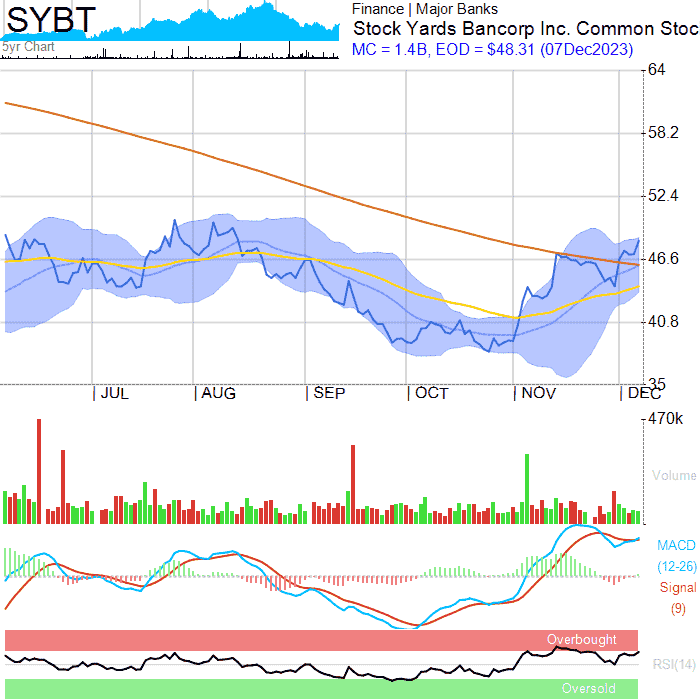 SYBT
5yr Chart
Finance | Major Banks
Stock Yards Bancorp Inc. Common Stoc
MC = 1.4B, EOD = $48.31 (07Dec2023)
64
58.2
52.4
46.6
40.8
35
JUL
AUG
SEP
OCT
NOV
DEC
470k
Volume
MACD
(12-26)
Signal
(9)
Overbought
RSI(14)
Oversold